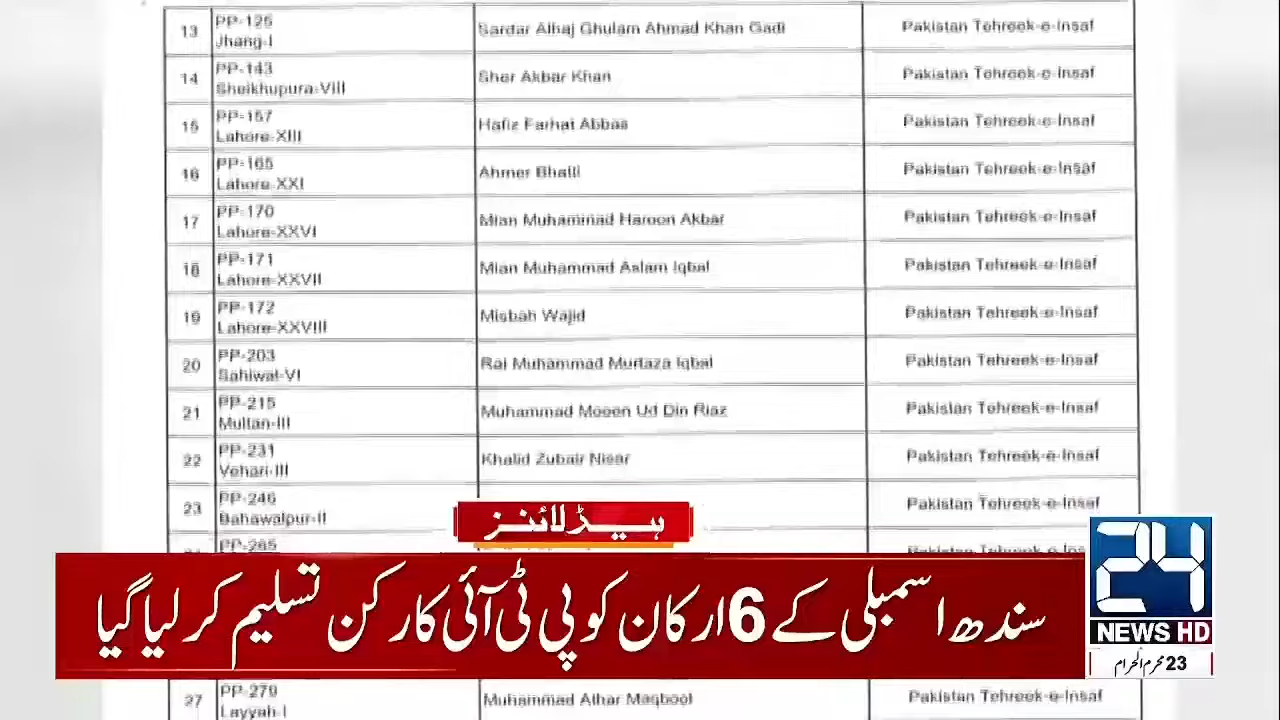 13 PP-125 Sardar Alhaj Ghulam Ahmad Khan Gadi Pakistan Tehreek-e-Insaf
Jhang-I
14 PP-143 Sher Akbar Khan Pakistan Tehreek-e-Insaf
Sheikhupura-VIII
15 PP-157 Hafiz Farhat Abbas Pakistan Tehreek-e-Insaf
Lahore-XIII
16 PP-165 Ahmer Bhatti Pakistan Tehreek-e-Insaf
Lahore-XXI
17 PP-170 Mian Muhammad Haroon Akbar Pakistan Tehreek-e-Insaf
Lahore-XXVI
18 PP-171 Mian Muhammad Aslam Iqbal Pakistan Tehreek-e-Insaf
Lahore-XXVII
19 PP-172 Misbah Wajid Pakistan Tehreek-e-Insaf
Lahore-XXVIII
20 PP-203 Rai Muhammad Murtaza Iqbal Pakistan Tehreek-e-Insaf
Sahiwal-VI
21 PP-215 Muhammad Moeen Ud Din Riaz Pakistan Tehreek-e-Insaf
Multan-III
22 PP-231 Khalid Zubair Nisar Pakistan Tehreek-e-Insaf
Vehari-III
23 PP-246 Pakistan Tehreek-e-Insaf
Bahawalpur-II
ہیڈلائنز
سندھ اسمبلی کے 6 ارکان کو پی ٹی آئی کا رکن تسلیم کر لیا گیا
24
NEWS HD
23 محرم الحرام
27 PP-279 Muhammad Athar Maqbool Pakistan Tehreek-e-Insaf
Layyah-I